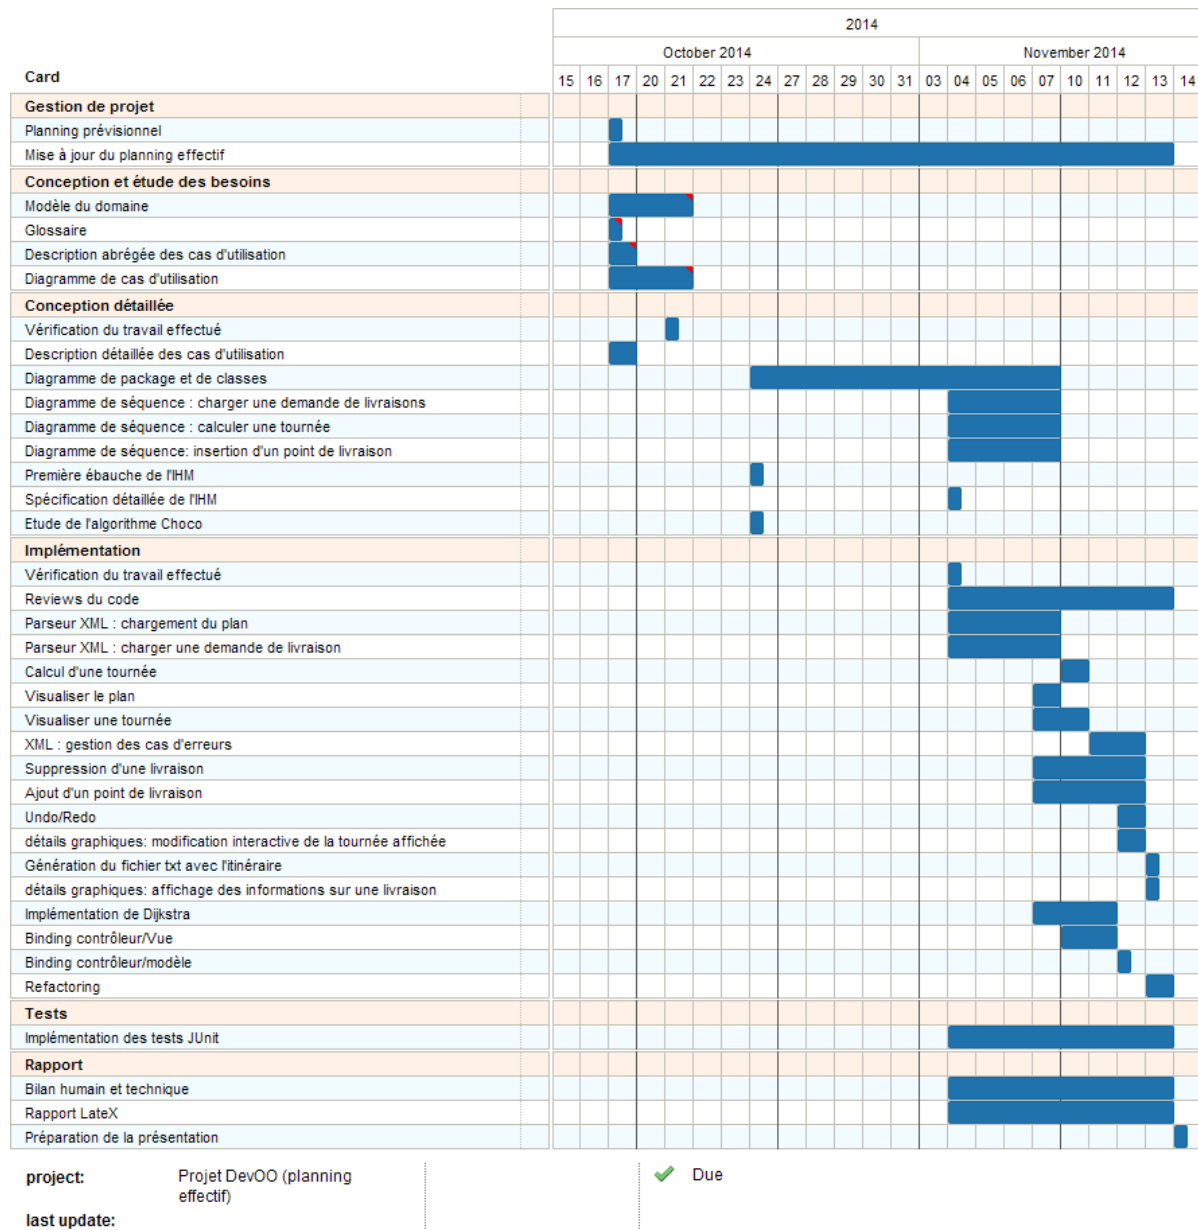 2014
October 2014 November 2014
Card 15 16 17 20 21 22 23 24 27 28 29 30 31 03 04 05 06 07 10 11 12 13 14
Gestion de projet
Planning prévisionnel
Mise à jour du planning effectif
Conception et étude des besoins
Modèle du domaine
Glossaire
Description abrégée des cas d'utilisation
Diagramme de cas d'utilisation
Conception détaillée
Vérification du travail effectué
Description détaillée des cas d'utilisation
Diagramme de package et de classes
Diagramme de séquence : charger une demande de livraisons
Diagramme de séquence : calculer une tournée
Diagramme de séquence: insertion d'un point de livraison
Première ébauche de l'IHM
Spécification détaillée de l'IHM
Etude de l'algorithme Choco
Implémentation
Vérification du travail effectué
Reviews du code
Parseur XML : chargement du plan
Parseur XML : charger une demande de livraison
Calcul d'une tournée
Visualiser le plan
Visualiser une tournée
XML : gestion des cas d'erreurs
Suppression d'une livraison
Ajout d'un point de livraison
Undo/Redo
détails graphiques: modification interactive de la tournée affichée
Génération du fichier txt avec l'itinéraire
détails graphiques: affichage des informations sur une livraison
Implémentation de Dijkstra
Binding contrôleur/Vue
Binding contrôleur/modèle
Refactoring
Tests
Implémentation des tests JUnit
Rapport
Bilan humain et technique
Rapport LateX
Préparation de la présentation
project: Projet DevOO (planning effectif) Due
last update: